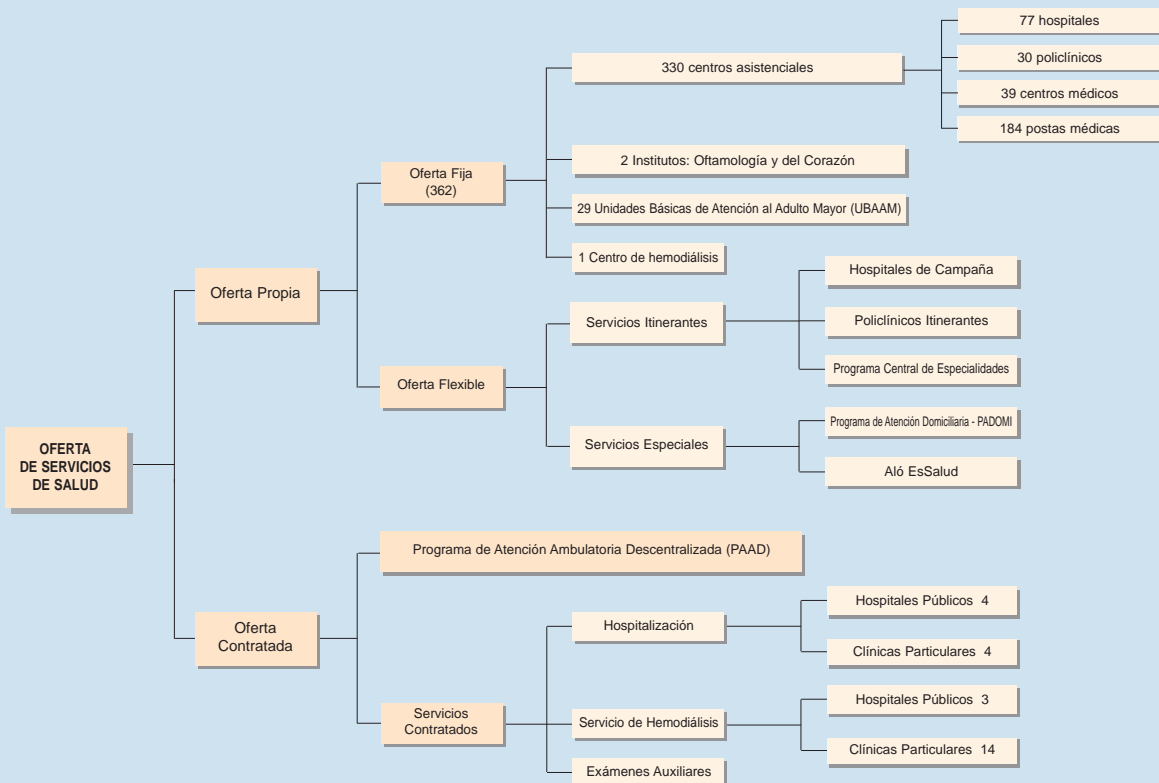 77 hospitales
330 centros asistenciales
30 policlínicos
39 centros médicos
184 postas médicas
Oferta Fija
(362)
2 Institutos: Oftamología y del Corazón
29 Unidades Básicas de Atención al Adulto Mayor (UBAAM)
1 Centro de hemodiálisis
Oferta Propia
Hospitales de Campaña
Servicios Itinerantes
Policlínicos Itinerantes
Programa Central de Especialidades
Oferta Flexible
Programa de Atención Domiciliaria - PADOMI
Servicios Especiales
Aló EsSalud
OFERTA
DE SERVICIOS
DE SALUD
Programa de Atención Ambulatoria Descentralizada (PAAD)
Oferta
Contratada
Hospitales Públicos 4
Hospitalización
Clínicas Particulares 4
Servicios
Contratados
Hospitales Públicos 3
Servicio de Hemodiálisis
Clínicas Particulares 14
Exámenes Auxiliares